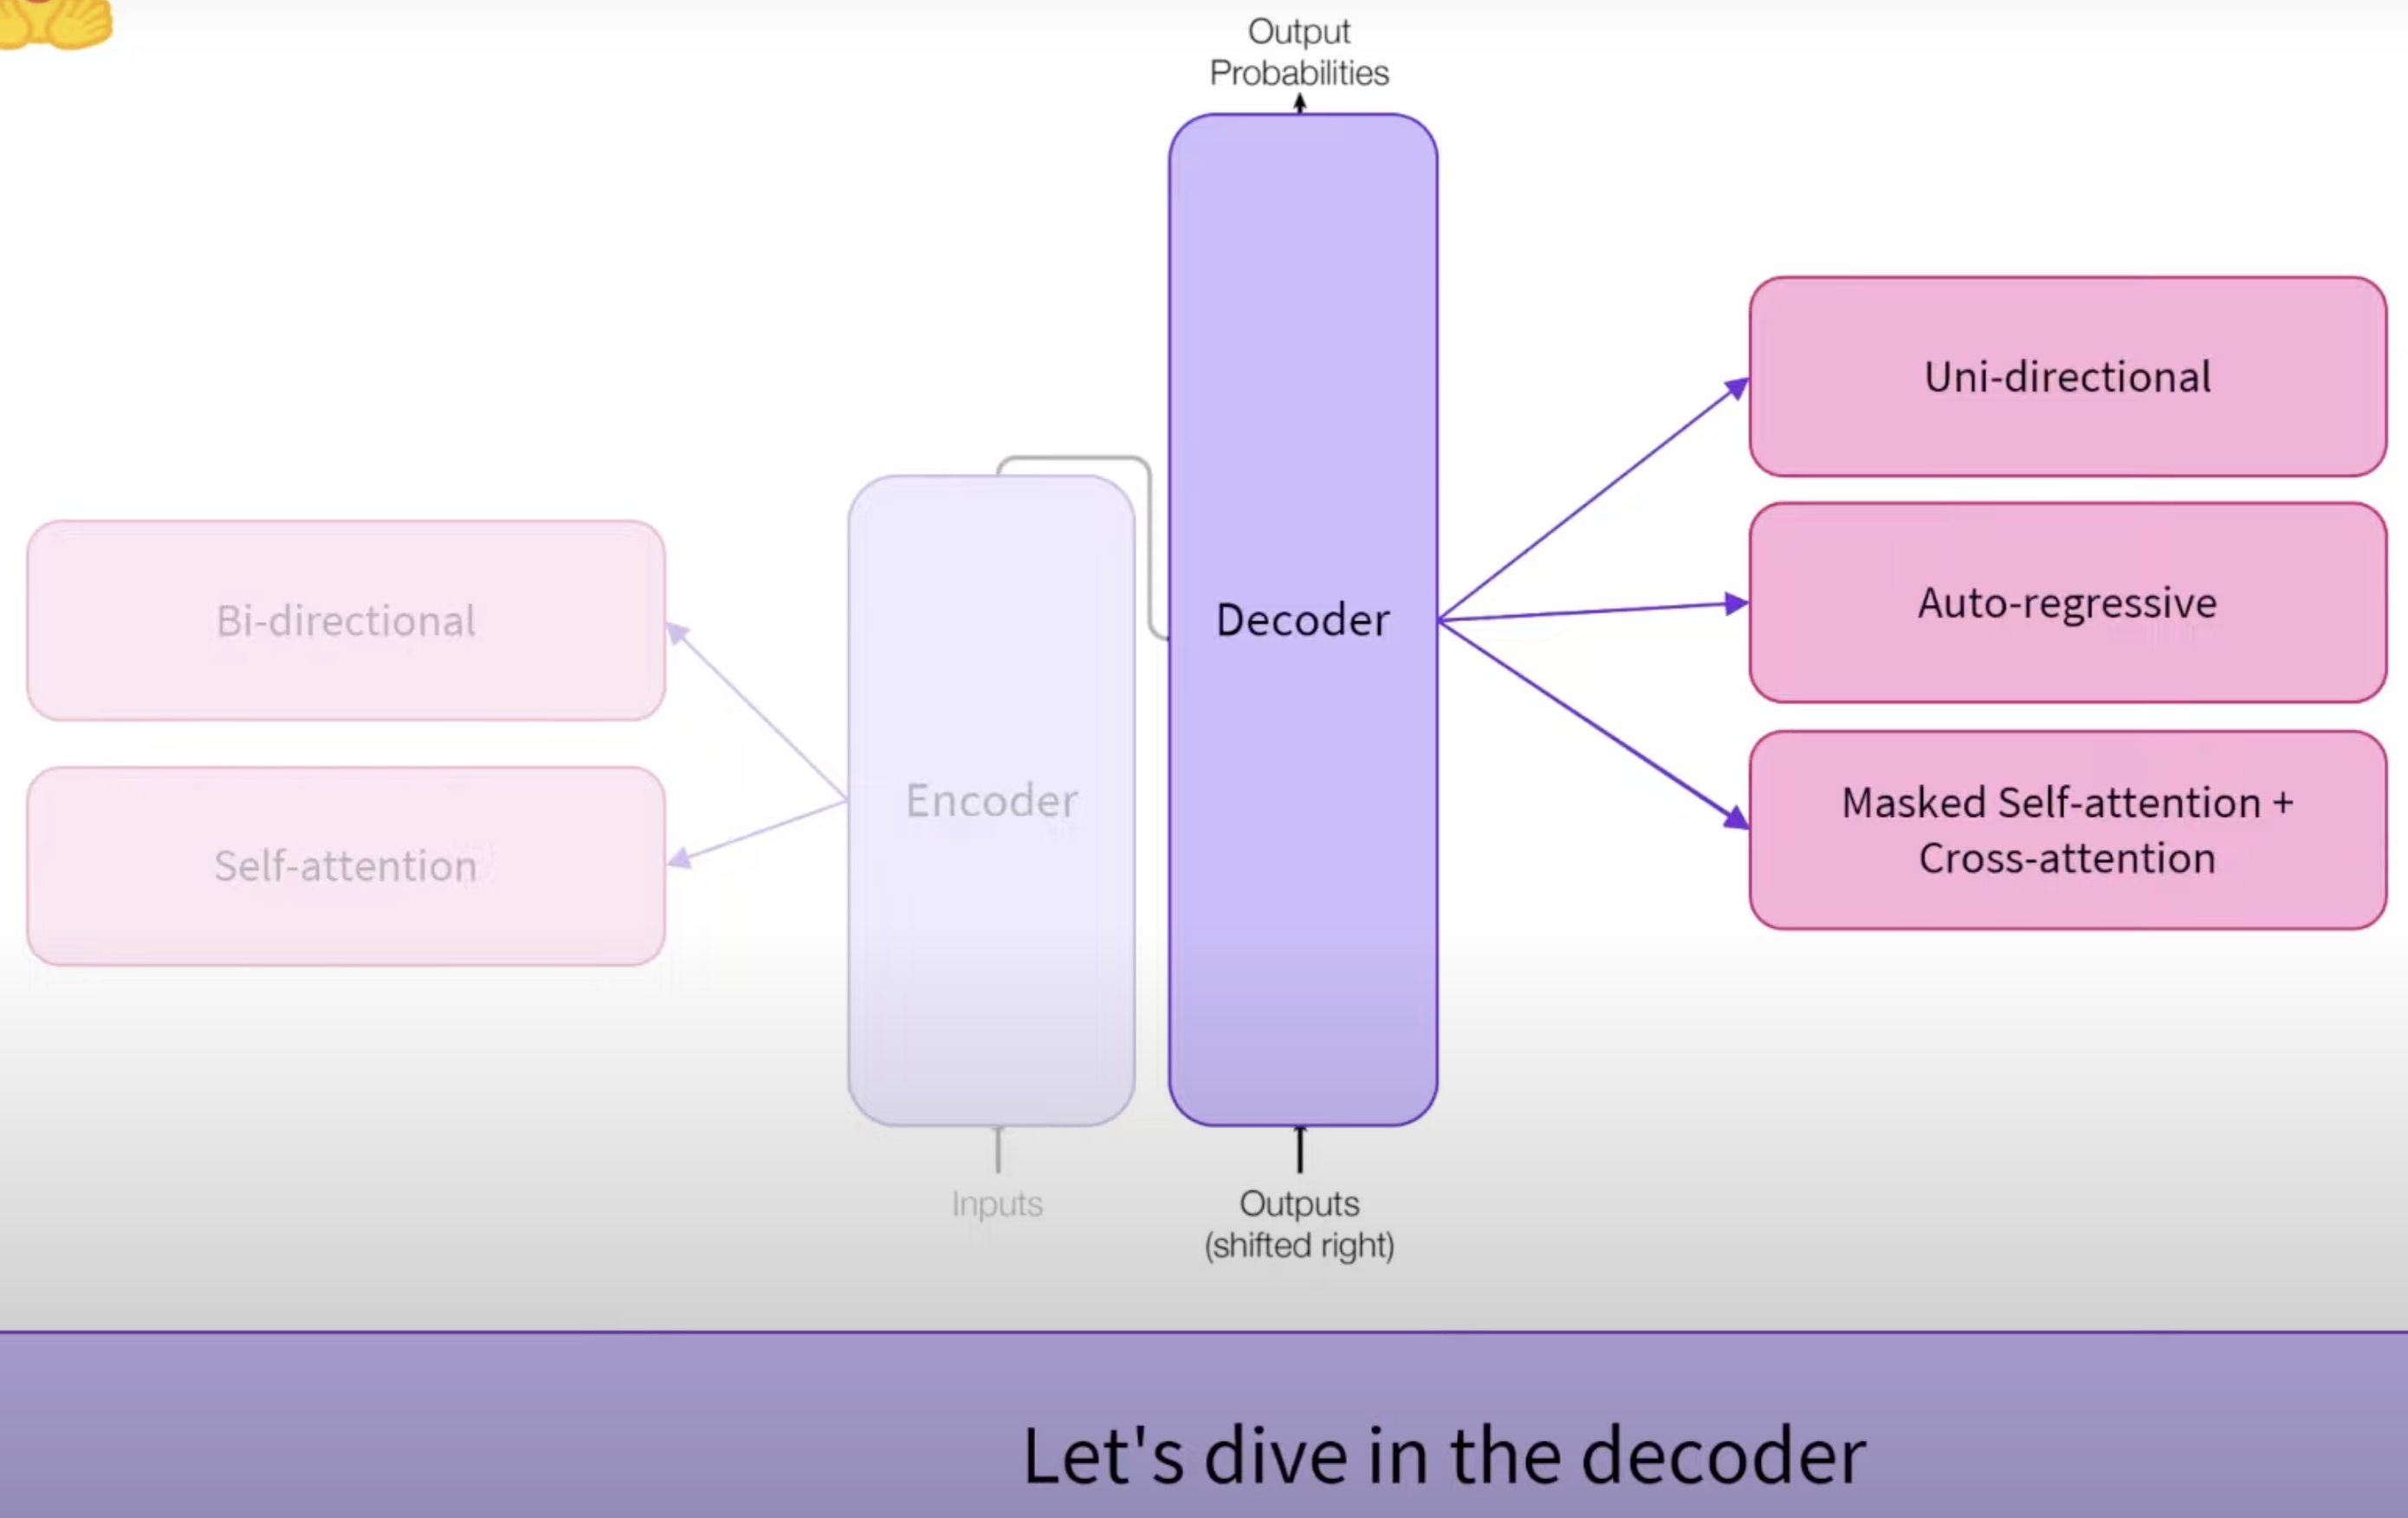 Output
Probabilities
Uni-directional
Auto-regressive
Bi-directional
Decoder
Masked Self-attention +
Cross-attention
Self-attention
Encoder
Inputs
Outputs
(shifted right)
Let's dive in the decoder